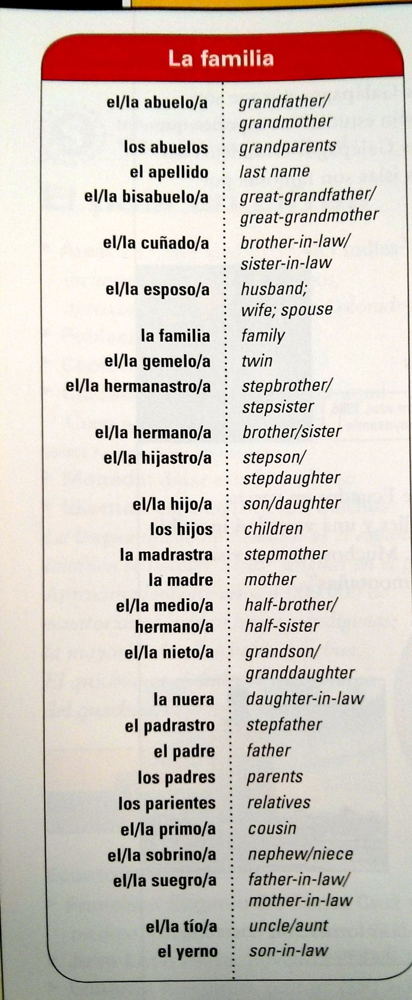 La familia
el/la abuelo/a grandfather/
grandmother
los abuelos grandparents
el apellido last name
el/la bisabuelo/a great-grandfather/
great-grandmother
el/la cuñado/a brother-in-law/
sister-in-law
el/la esposo/a husband;
wife; spouse
la familia family
el/la gemelo/a twin
el/la hermanastro/a stepbrother/
stepsister
el/la hermano/a brother/sister
el/la hijastro/a stepson/
stepdaughter
el/la hijo/a son/daughter
los hijos children
la madrastra stepmother
la madre mother
el/la medio/a half-brother/
hermano/a half-sister
el/la nieto/a grandson/
granddaughter
la nuera daughter-in-law
el padrastro stepfather
el padre father
los padres parents
los parientes relatives
el/la primo/a cousin
el/la sobrino/a nephew/niece
el/la suegro/a father-in-law/
mother-in-law
el/la tío/a uncle/aunt
el yerno son-in-law